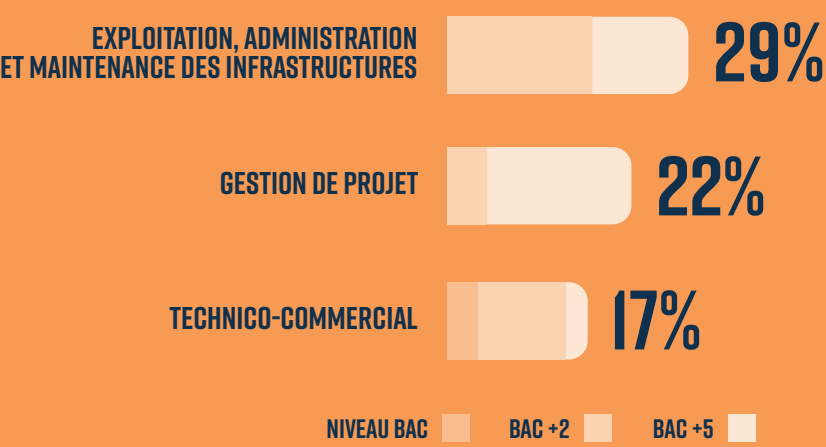 EXPLOITATION, ADMINISTRATION
ET MAINTENANCE DES INFRASTRUCTURES
29%
GESTION DE PROJET
22%
TECHNICO-COMMERCIAL
17%
NIVEAU BAC BAC +2 BAC +5